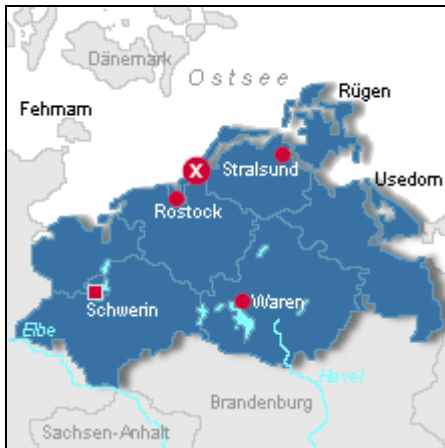 Dänemark
Ostsee
Rügen
Fehmarn
X
Stralsund
Usedom
Rostock
Schwerin
Waren
Elbe
Havel
Brandenburg
Sachsen-Anhalt